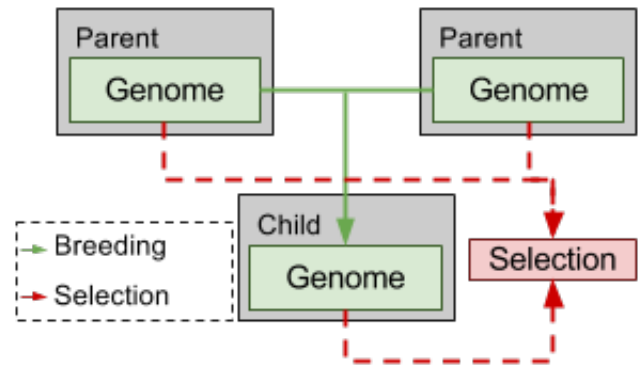 Parent
Genome
Parent
Genome
Child
Genome
Selection
Breeding
Selection